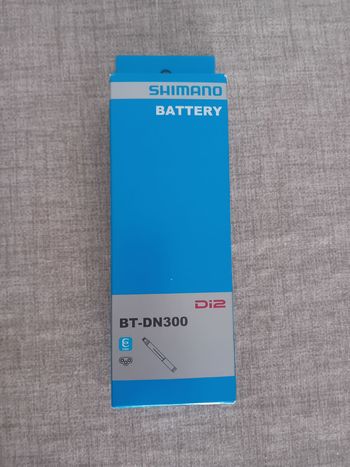 SHIMANO
BATTERY
Di2
BT-DN300